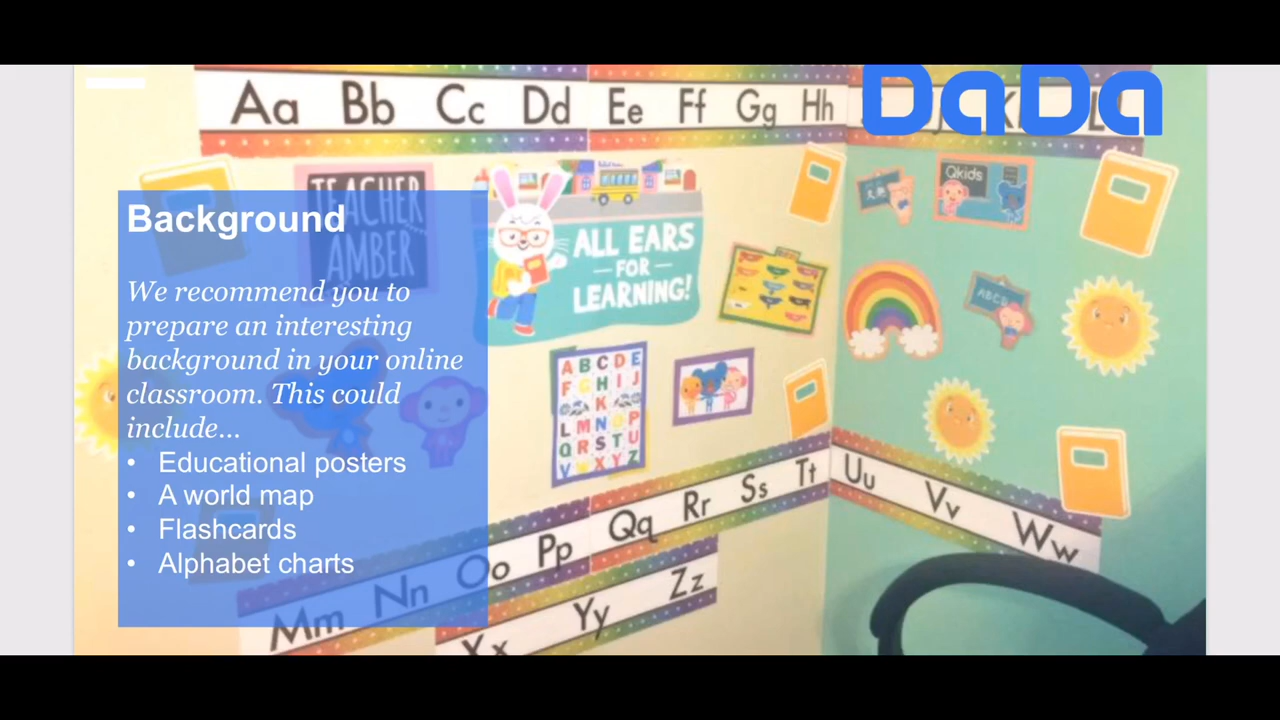 DaDa
Aa Bb Cc Dd Ee Ff Gg Hh
Background
We recommend you to
prepare an interesting
background in your online
classroom. This could
include...
• Educational posters
• A world map
• Flashcards
• Alphabet charts
TEACHER
AMBER
ALL EARS
FOR
LEARNING!
Qkids
ABC
A B C D E
F G H I J
K
L M N O P
Q R S T U
V W X Y Z
Mm Nn Oo Pp Qq Rr Ss Tt Uu Vv Ww
Xx Yy Zz